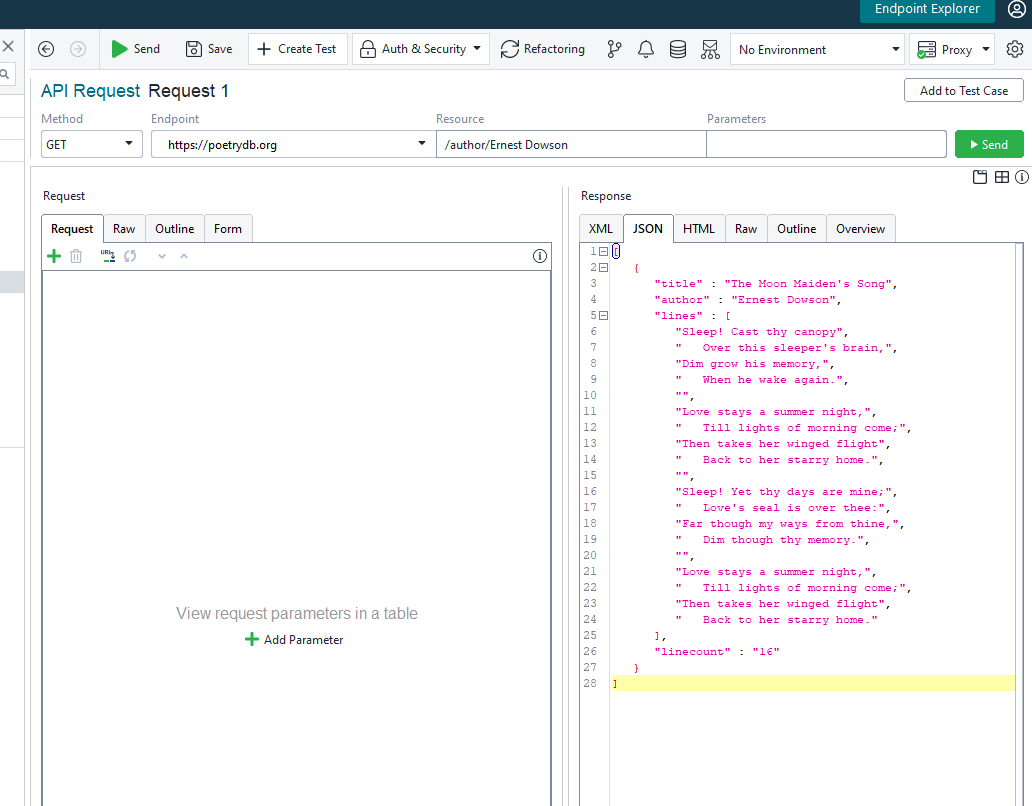 Endpoint Explorer
Send Save Create Test Auth & Security Refactoring No Environment Proxy
API Request Request 1
Add to Test Case
Method Endpoint Resource Parameters
GET https://poetrydb.org /author/Ernest Dowson Send
Request
Request Raw Outline Form
URL
View request parameters in a table
Add Parameter
Response
XML JSON HTML Raw Outline Overview
1 [
2 {
3 "title" : "The Moon Maiden's Song",
4 "author" : "Ernest Dowson",
5 "lines" : [
6 "Sleep! Cast thy canopy",
7 "   Over this sleeper's brain,",
8 "Dim grow his memory,",
9 "   When he wake again.",
10 "",
11 "Love stays a summer night,",
12 "   Till lights of morning come;",
13 "Then takes her winged flight",
14 "   Back to her starry home.",
15 "",
16 "Sleep! Yet thy days are mine;",
17 "   Love's seal is over thee:",
18 "Far though my ways from thine,",
19 "   Dim though thy memory.",
20 "",
21 "Love stays a summer night,",
22 "   Till lights of morning come;",
23 "Then takes her winged flight",
24 "   Back to her starry home."
25 ],
26 "linecount" : "16"
27 }
28 ]